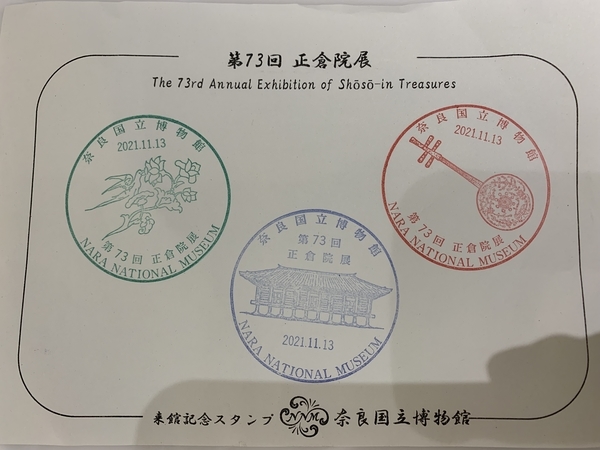 第73回 正倉院展
The 73rd Annual Exhibition of Shōsō-in Treasures
奈良国立博物館
2021.11.13
第73回 正倉院展
NARA NATIONAL MUSEUM
奈良国立博物館
2021.11.13
第73回 正倉院展
NARA NATIONAL MUSEUM
奈良国立博物館
第73回
正倉院展
2021.11.13
NARA NATIONAL MUSEUM
来館記念スタンプ NNM 奈良国立博物館